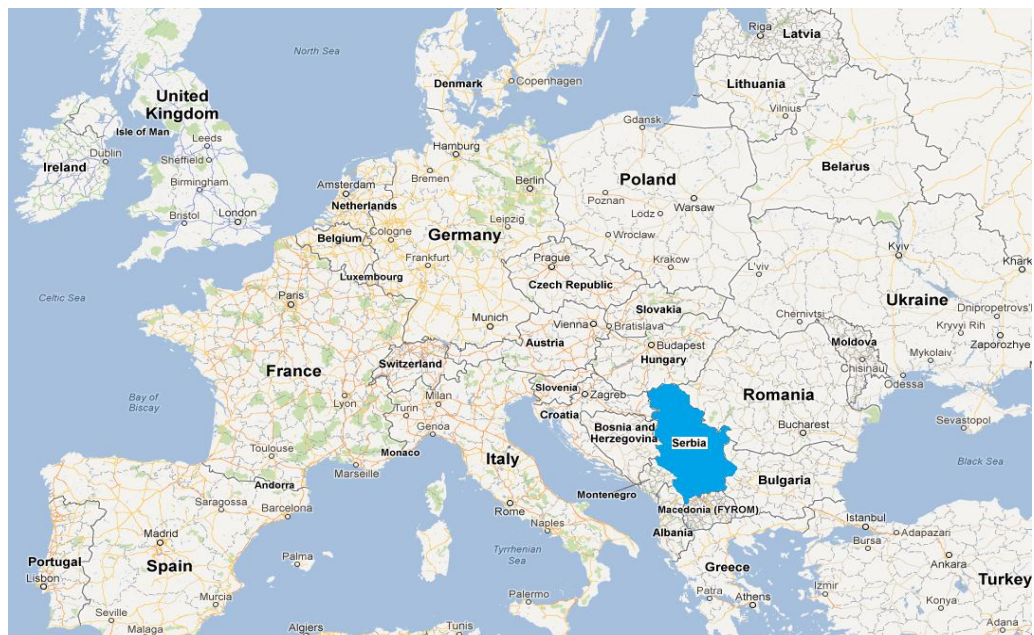 Riga
Latvia
North Sea
Denmark
Copenhagen
Lithuania
Vilnius
United
Kingdom
Isle of Man
Leeds
Dublin
Sheffield
Ireland
Birmingham
Bristol
London
Gdansk
Hamburg
Bremen
Berlin
Amsterdam
Netherlands
Poland
Belarus
Poznan
Warsaw
Lodz
Leipzig
Belgium
Cologne
Germany
Wroclaw
Frankfurt
Luxembourg
Prague
Krakow
L'viv
Kyiv
Khark
Czech Republic
Celtic Sea
Paris
Ukraine
Slovakia
Chernivtsi
Dnipropetrovs'l
Kryvyi Rih
Zaporozhye
Munich
Vienna
Bratislava
Austria
Budapest
Hungary
Moldova
Chisinau
Mykolaiv
Odessa
Switzerland
France
Slovenia
Zagreb
Romania
Bay of
Biscay
Lyon
Milan
Turin
Croatia
Genoa
Bosnia and
Herzegovina
Serbia
Bucharest
Sevastopol
Toulouse
Monaco
Marseille
Italy
Black Sea
Andorra
Bulgaria
Montenegro
Saragossa
Barcelona
Rome
Macedonia (FYROM)
Naples
Albania
Istanbul
Adapazari
Bursa
Madrid
Spain
Portugal
Lisbon
Palma
Tyrrhenian
Sea
Greece
Ankara
Turkey
Izmir
Patra
Athens
Konya
Murcia
Palermo
Seville
Malaga
Algiers
Tunis
Adana